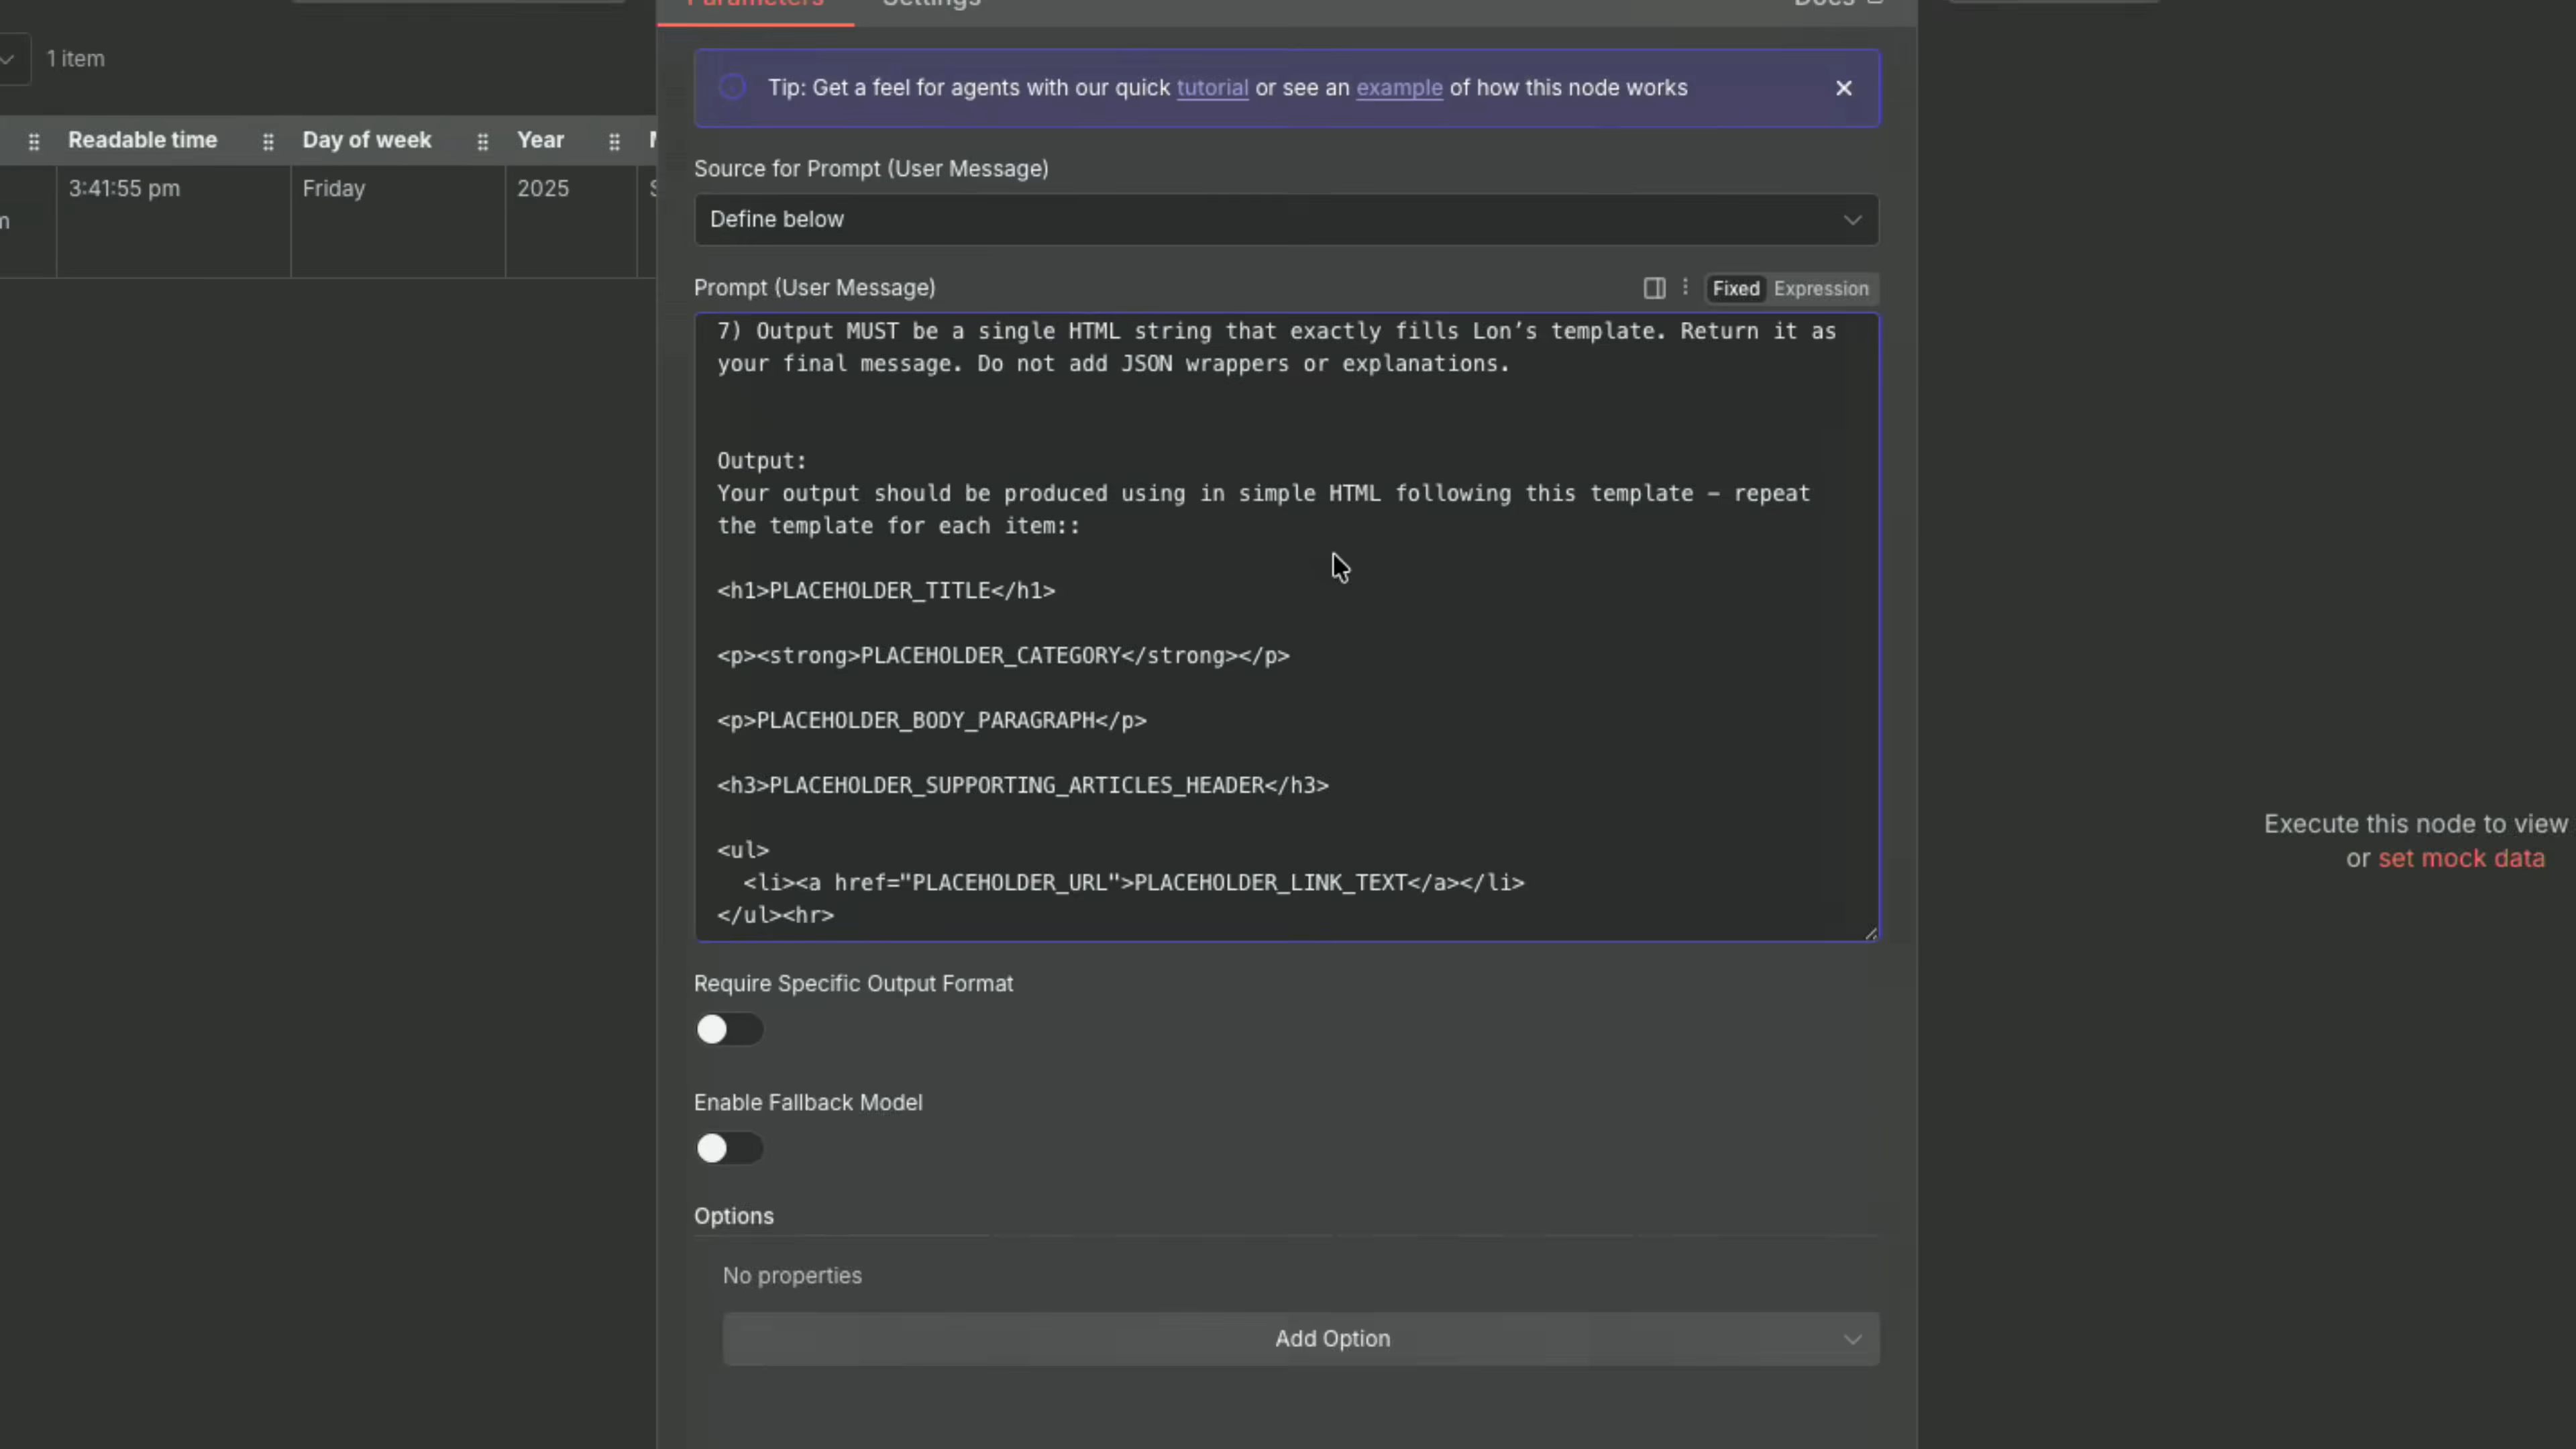 Parameters
Settings
Docs
1 item
Readable time
Day of week
Year
3:41:55 pm
Friday
2025
Tip: Get a feel for agents with our quick tutorial or see an example of how this node works
Source for Prompt (User Message)
Define below
Prompt (User Message)
Fixed
Expression
7) Output MUST be a single HTML string that exactly fills Lon’s template. Return it as
your final message. Do not add JSON wrappers or explanations.
Output:
Your output should be produced using in simple HTML following this template – repeat
the template for each item::
<h1>PLACEHOLDER_TITLE</h1>
<p><strong>PLACEHOLDER_CATEGORY</strong></p>
<p>PLACEHOLDER_BODY_PARAGRAPH</p>
<h3>PLACEHOLDER_SUPPORTING_ARTICLES_HEADER</h3>
<ul>
<li><a href="PLACEHOLDER_URL">PLACEHOLDER_LINK_TEXT</a></li>
</ul><hr>
Execute this node to view
or set mock data
Require Specific Output Format
Enable Fallback Model
Options
No properties
Add Option